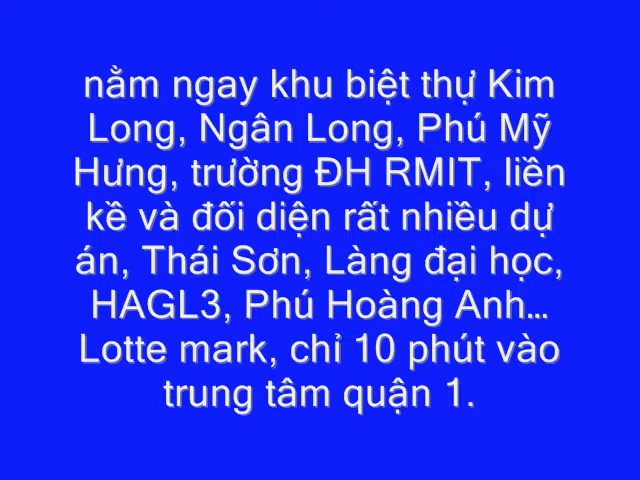 nằm ngay khu biệt thự Kim
Long, Ngân Long, Phú Mỹ
Hưng, trường ĐH RMIT, liền
kề và đối diện rất nhiều dự
án, Thái Sơn, Làng đại học,
HAGL3, Phú Hoàng Anh...
Lotte mark, chỉ 10 phút vào
trung tâm quận 1.